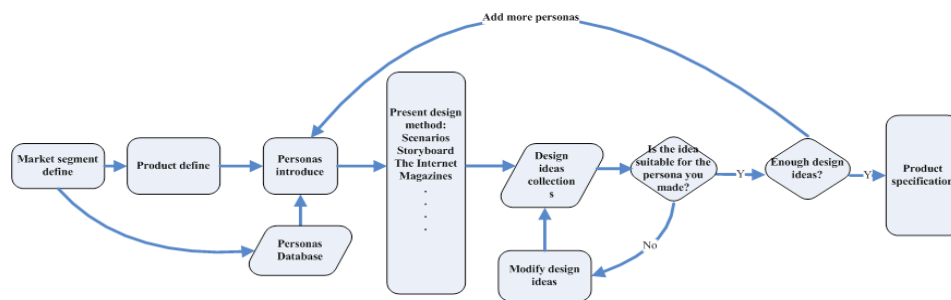 Add more personas
Market segment
define
Product define
Personas
introduce
Personas
Database
Present design
method:
Scenarios
Storyboard
The Internet
Magazines
.
.
.
.
Design
ideas
collection
s
Is the idea
suitable for the
persona you
made?
Y
No
Modify design
ideas
Enough design
ideas?
Y
Product
specification